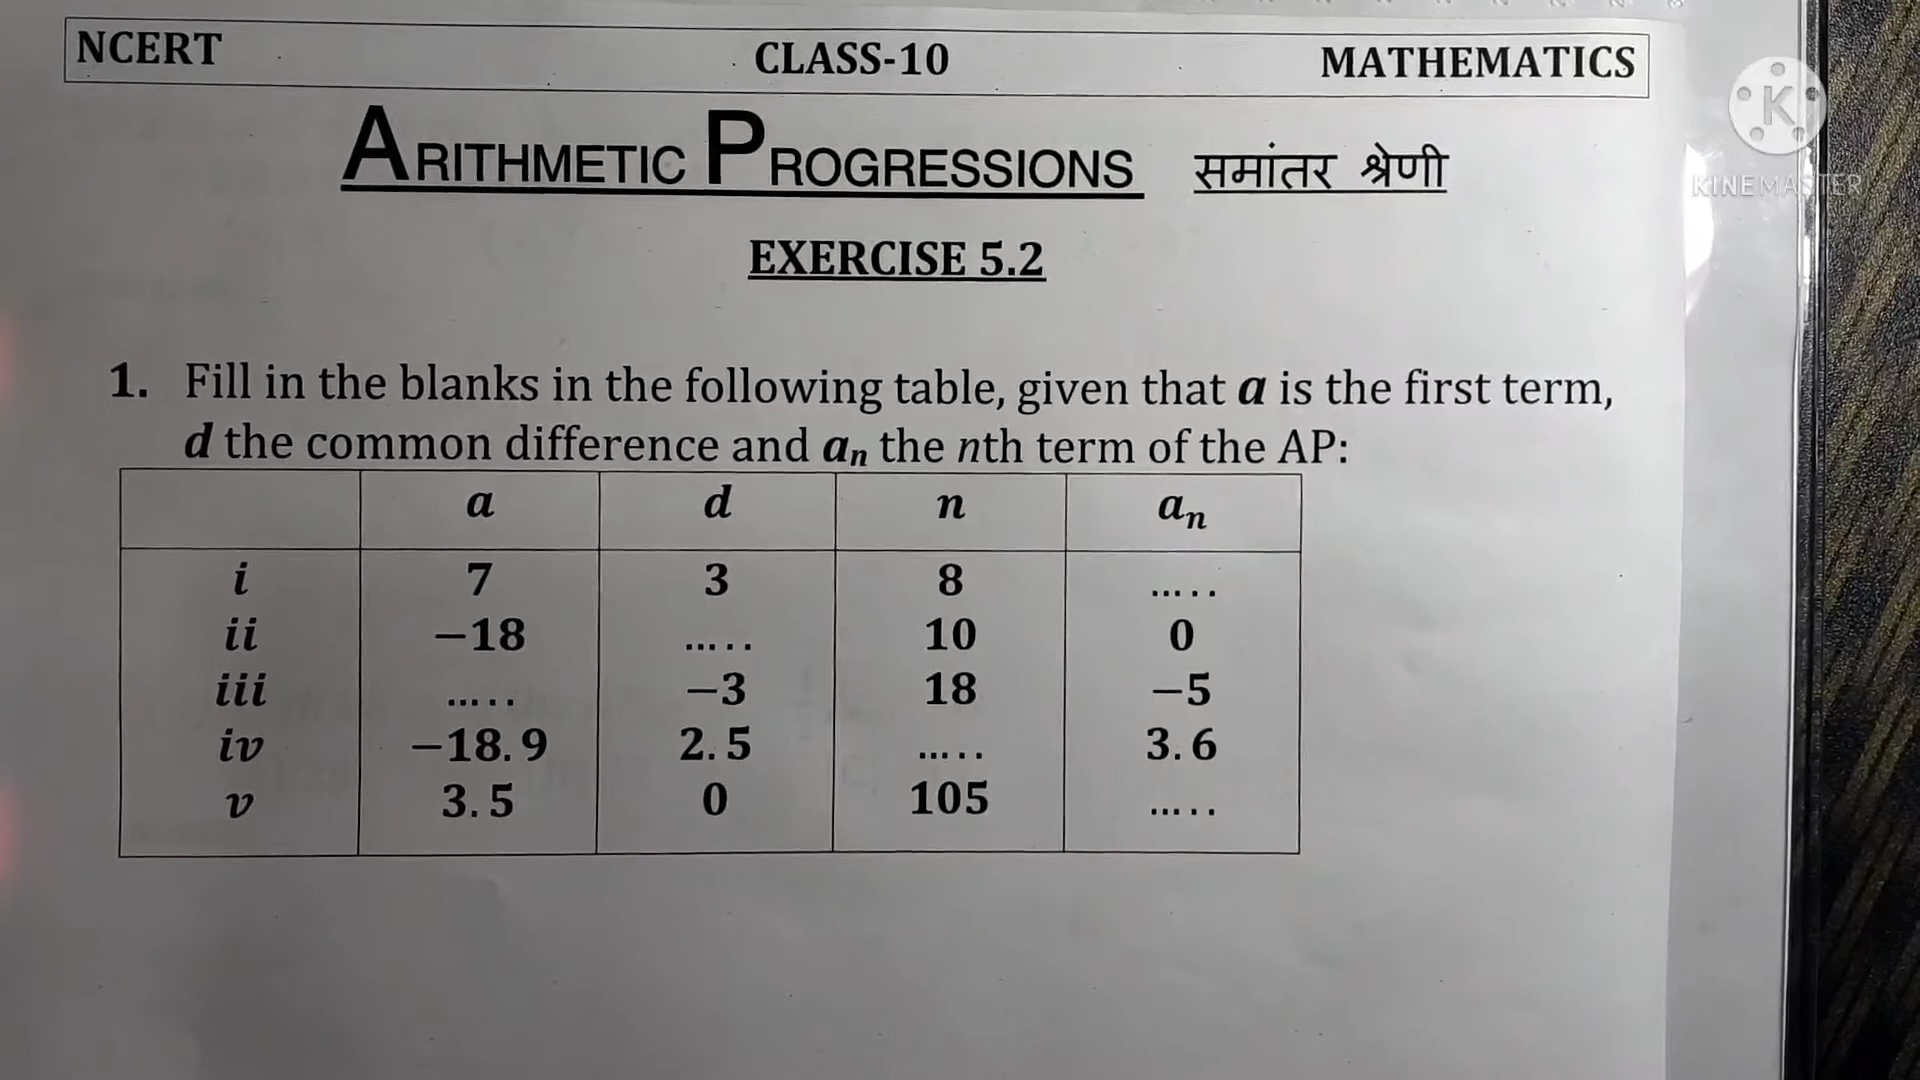 NCERT CLASS-10 MATHEMATICS
ARITHMETIC PROGRESSIONS समांतर श्रेणी
EXERCISE 5.2
1. Fill in the blanks in the following table, given that a is the first term,
d the common difference and aₙ the nth term of the AP:
a d n aₙ
i 7 3 8 .....
ii −18 ..... 10 0
iii ..... −3 18 −5
iv −18.9 2.5 ..... 3.6
v 3.5 0 105 .....
K
KINEMASTER